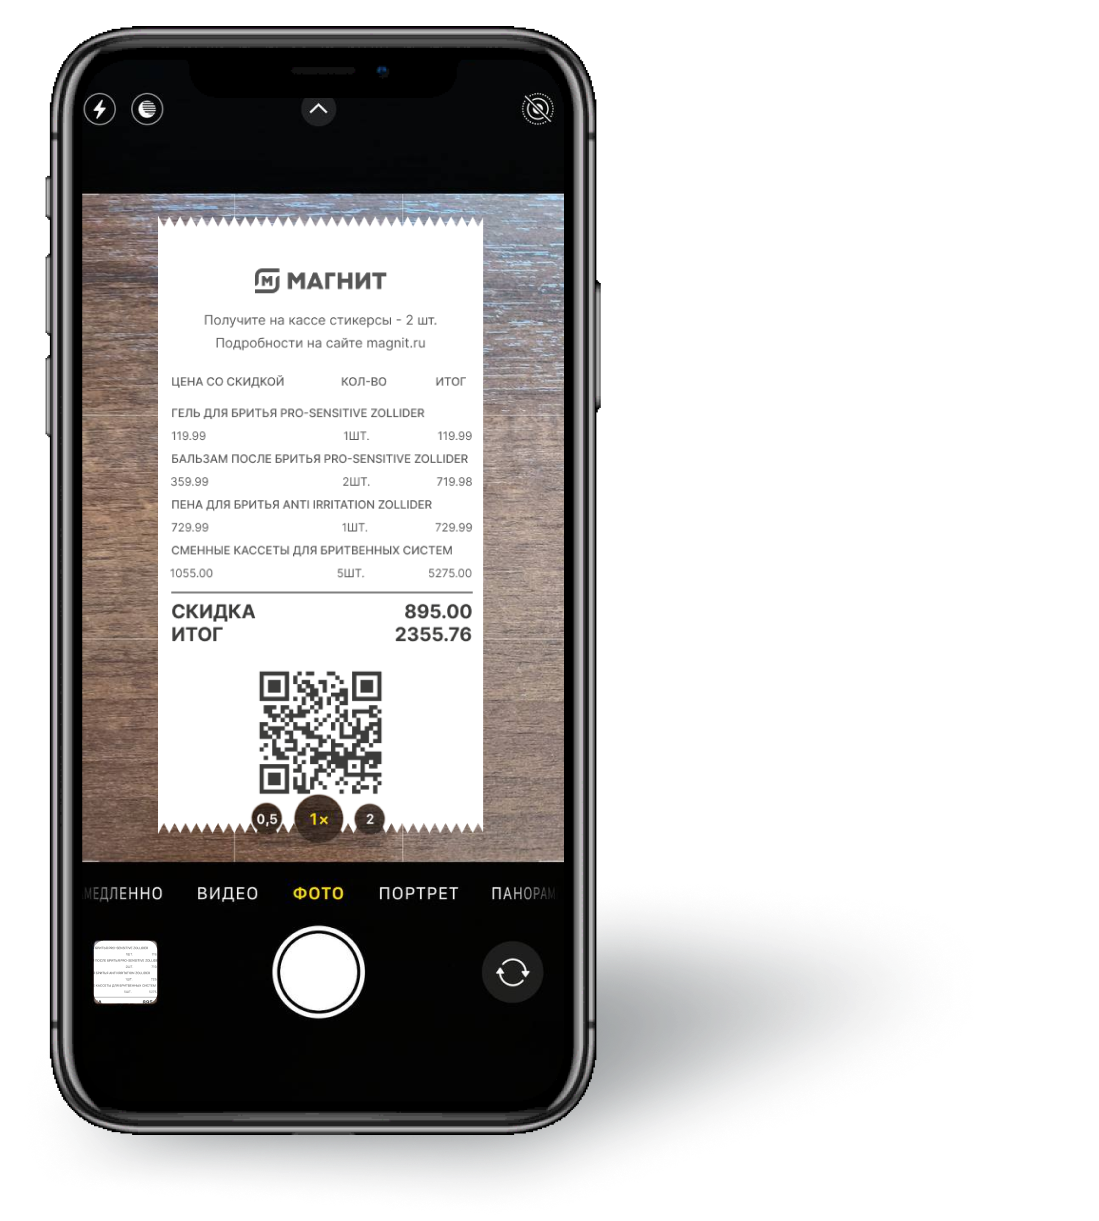 МАГНИТ
Получите на кассе стикерсы - 2 шт.
Подробности на сайте magnit.ru
ЦЕНА СО СКИДКОЙ КОЛ-ВО ИТОГ
ГЕЛЬ ДЛЯ БРИТЬЯ PRO-SENSITIVE ZOLLIDER
119.99 1ШТ. 119.99
БАЛЬЗАМ ПОСЛЕ БРИТЬЯ PRO-SENSITIVE ZOLLIDER
359.99 2ШТ. 719.98
ПЕНА ДЛЯ БРИТЬЯ ANTI IRRITATION ZOLLIDER
729.99 1ШТ. 729.99
СМЕННЫЕ КАССЕТЫ ДЛЯ БРИТВЕННЫХ СИСТЕМ
1055.00 5ШТ. 5275.00
СКИДКА 895.00
ИТОГ 2355.76
0,5 1× 2
МЕДЛЕННО ВИДЕО ФОТО ПОРТРЕТ ПАНОРАМ